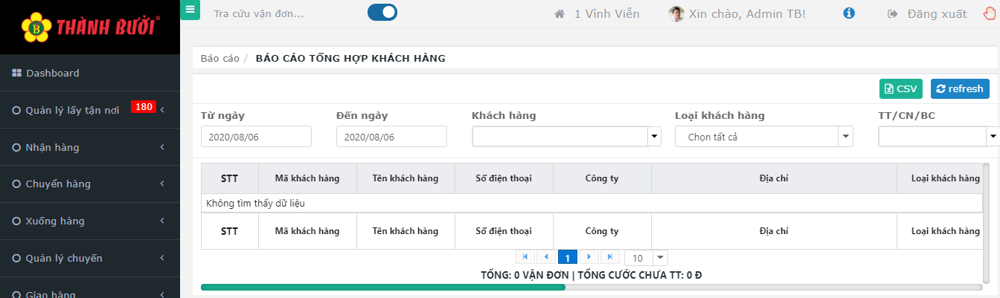 THÀNH BƯỞI®
Tra cứu vận đơn...
1 Vĩnh Viễn
Xin chào, Admin TB!
Đăng xuất
Báo cáo / BÁO CÁO TỔNG HỢP KHÁCH HÀNG
Dashboard
Quản lý lấy tận nơi 180
Nhận hàng
Chuyển hàng
Xuống hàng
Quản lý chuyến
Giao hàng
CSV refresh
Từ ngày Đến ngày Khách hàng Loại khách hàng TT/CN/BC
2020/08/06 2020/08/06 Chọn tất cả
STT Mã khách hàng Tên khách hàng Số điện thoại Công ty Địa chỉ Loại khách hàng
Không tìm thấy dữ liệu
STT Mã khách hàng Tên khách hàng Số điện thoại Công ty Địa chỉ Loại khách hàng
1 10
TỔNG: 0 VẬN ĐƠN | TỔNG CƯỚC CHƯA TT: 0 Đ